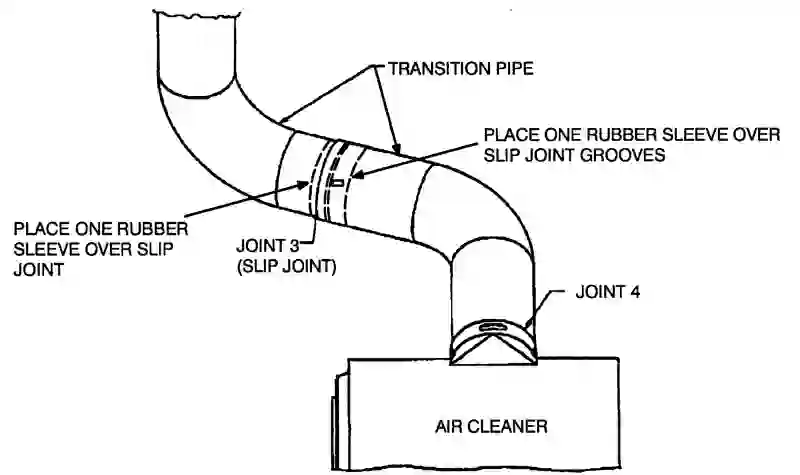 TRANSITION PIPE
PLACE ONE RUBBER SLEEVE OVER
SLIP JOINT GROOVES
PLACE ONE RUBBER
SLEEVE OVER SLIP
JOINT
JOINT 3
(SLIP JOINT)
JOINT 4
AIR CLEANER